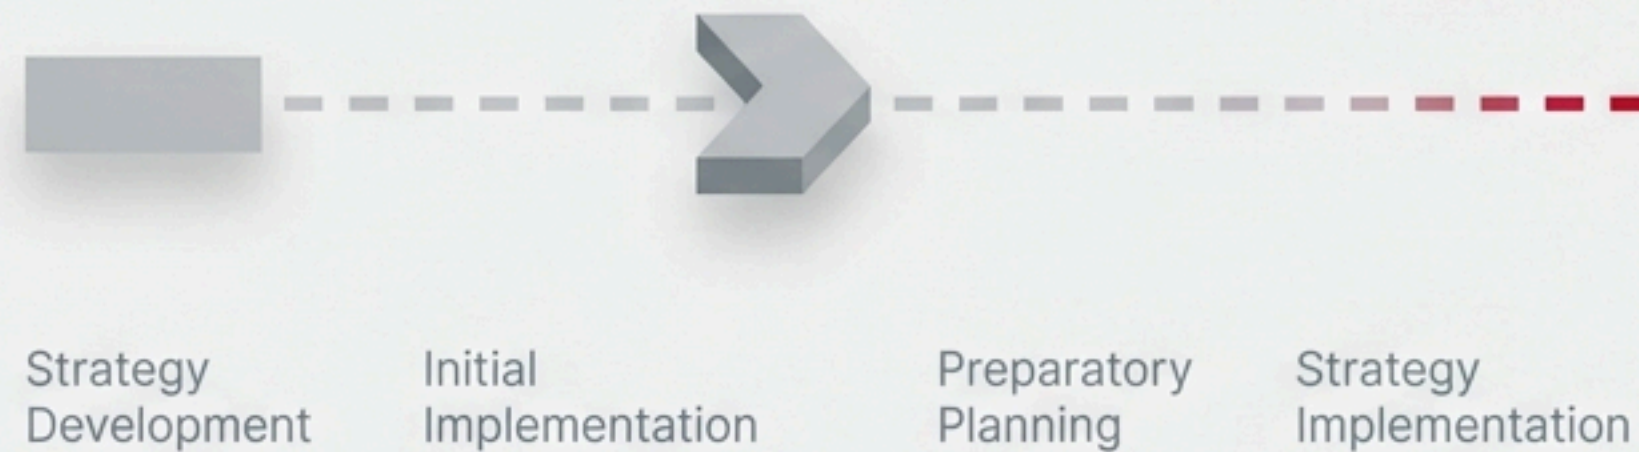 Strategy
Development
Initial
Implementation
Preparatory
Planning
Strategy
Implementation